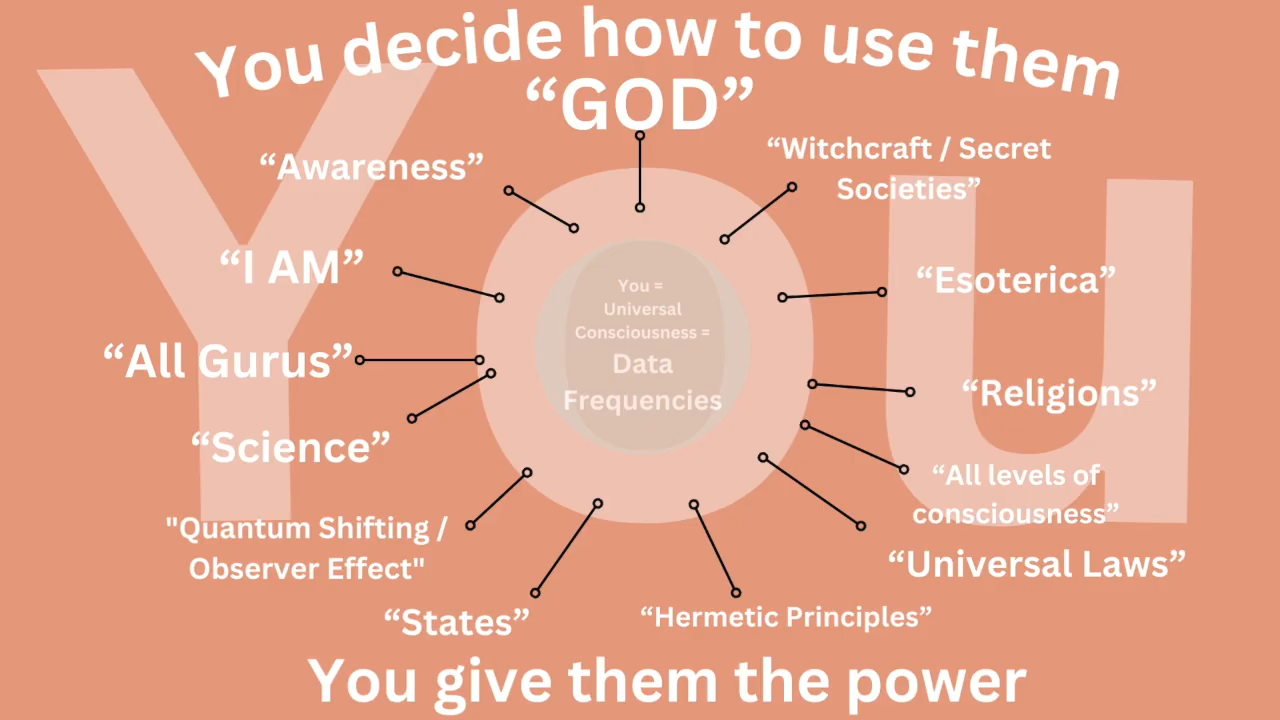 You decide how to use them
“GOD”
“Awareness”
“Witchcraft / Secret
Societies”
“I AM”
“Esoterica”
You =
Universal
Consciousness =
Data
Frequencies
“All Gurus”
“Religions”
“Science”
“All levels of
consciousness”
"Quantum Shifting /
Observer Effect"
“Universal Laws”
“States”
“Hermetic Principles”
You give them the power
You